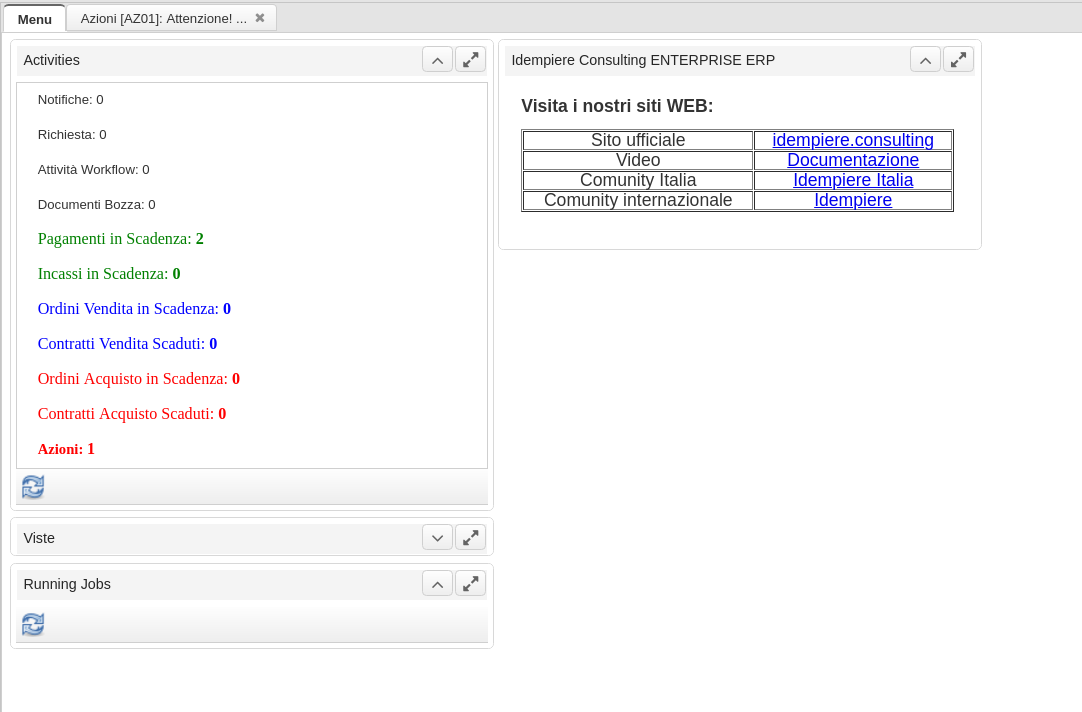 Menu
Azioni [AZ01]: Attenzione! ...
Activities
Notifiche: 0
Richiesta: 0
Attività Workflow: 0
Documenti Bozza: 0
Pagamenti in Scadenza: 2
Incassi in Scadenza: 0
Ordini Vendita in Scadenza: 0
Contratti Vendita Scaduti: 0
Ordini Acquisto in Scadenza: 0
Contratti Acquisto Scaduti: 0
Azioni: 1
Viste
Running Jobs
Idempiere Consulting ENTERPRISE ERP
Visita i nostri siti WEB:
Sito ufficiale idempiere.consulting
Video Documentazione
Comunity Italia Idempiere Italia
Comunity internazionale Idempiere